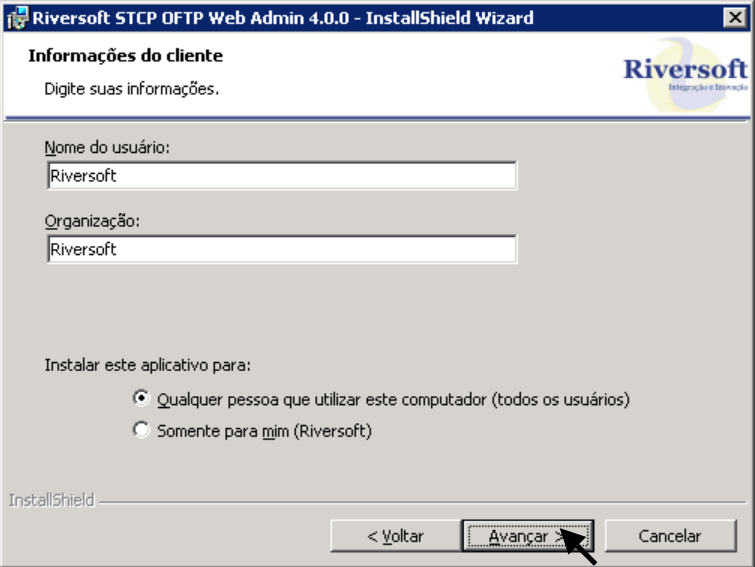 Riversoft STCP OFTP Web Admin 4.0.0 - InstallShield Wizard
Informações do cliente
Digite suas informações.
Riversoft
Integração e Inovação
Nome do usuário:
Riversoft
Organização:
Riversoft
Instalar este aplicativo para:
Qualquer pessoa que utilizar este computador (todos os usuários)
Somente para mim (Riversoft)
InstallShield
< Voltar
Avançar >
Cancelar